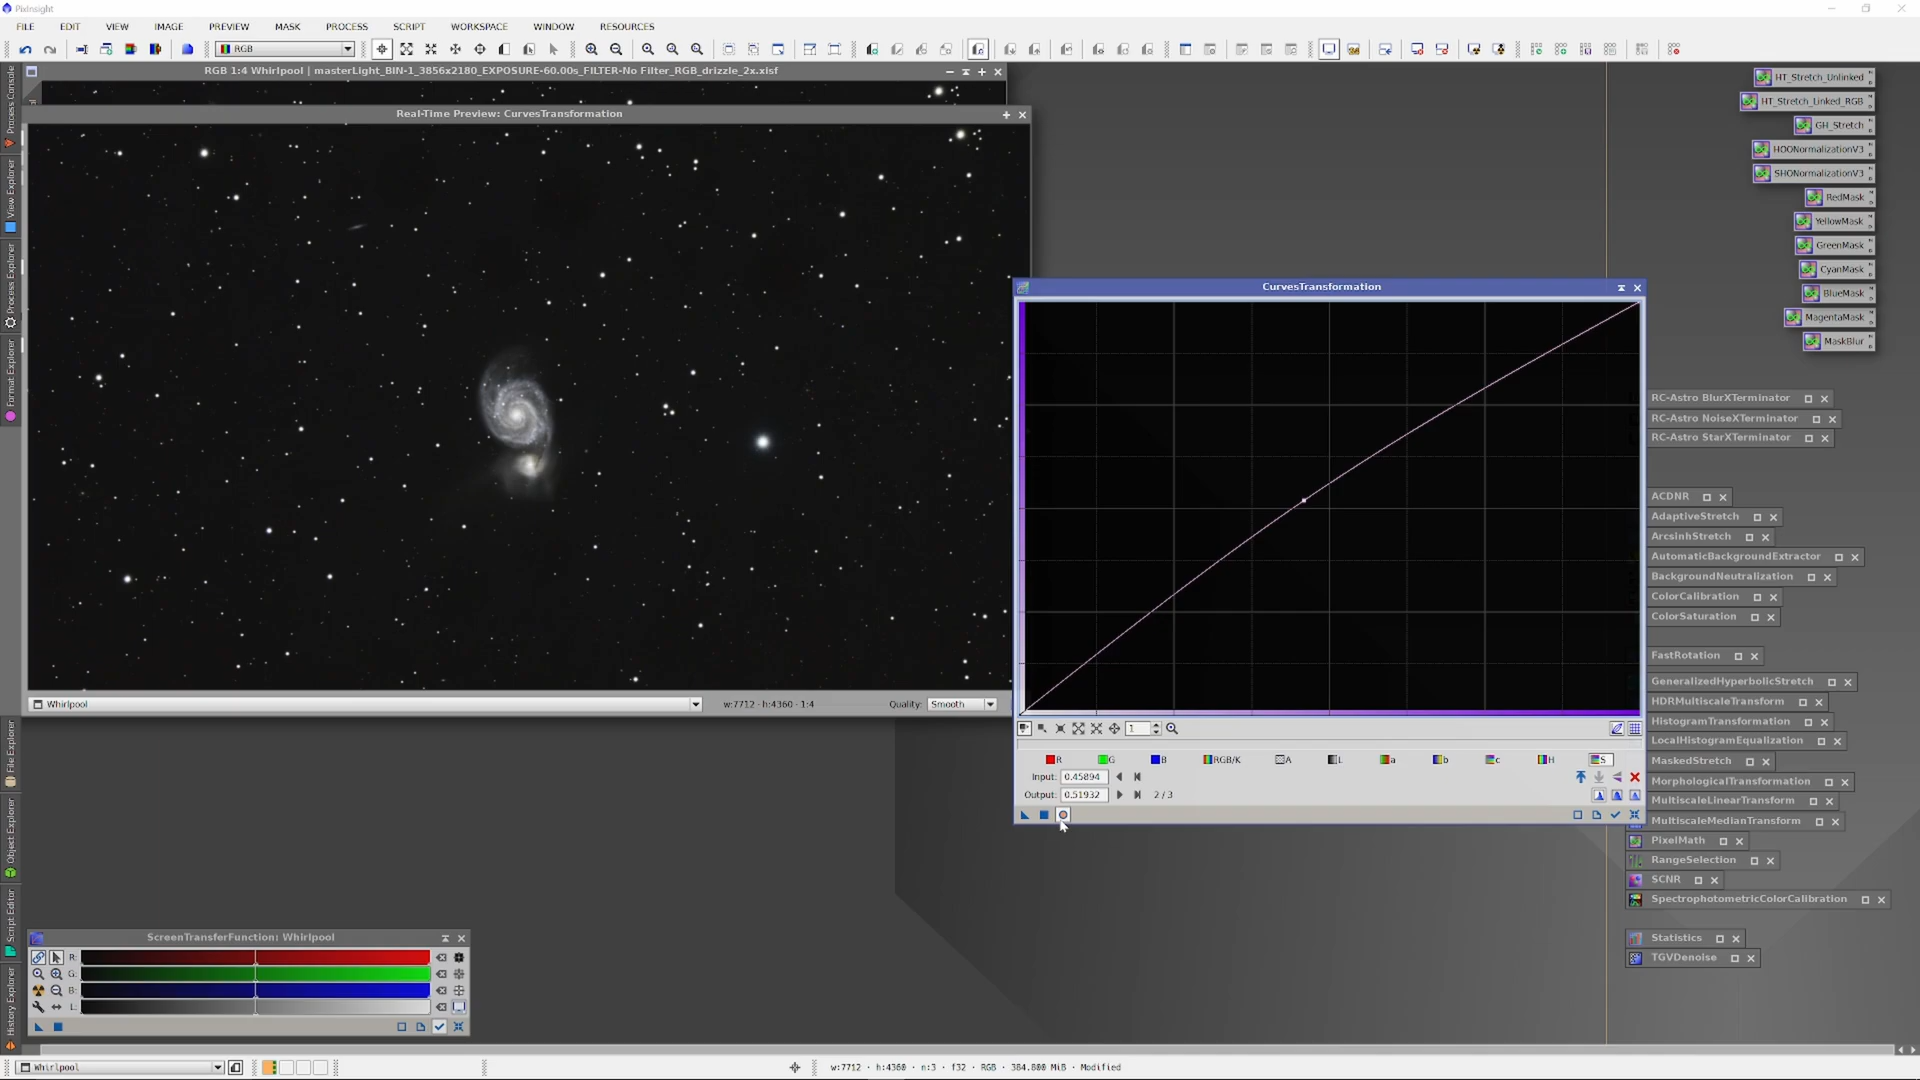 PixInsight
FILE EDIT VIEW IMAGE PREVIEW MASK PROCESS SCRIPT WORKSPACE WINDOW RESOURCES
RGB
RGB 1:4 Whirlpool | masterLight_BIN-1_3856x2180_EXPOSURE-60.00s_FILTER-No Filter_RGB_drizzle_2x.xisf
Real-Time Preview: CurvesTransformation
Process Console
View Explorer
Process Explorer
Format Explorer
File Explorer
Object Explorer
Script Editor
History Explorer
Whirlpool
w:7712 · h:4360 · 1:4
Quality: Smooth
CurvesTransformation
1
R G B RGB/K A L a b c H S
Input: 0.45894
Output: 0.51932 2 / 3
HT_Stretch_Unlinked
HT_Stretch_Linked_RGB
GH_Stretch
HOONormalizationV3
SHONormalizationV3
RedMask
YellowMask
GreenMask
CyanMask
BlueMask
MagentaMask
MaskBlur
RC-Astro BlurXTerminator
RC-Astro NoiseXTerminator
RC-Astro StarXTerminator
ACDNR
AdaptiveStretch
ArcsinhStretch
AutomaticBackgroundExtractor
BackgroundNeutralization
ColorCalibration
ColorSaturation
FastRotation
GeneralizedHyperbolicStretch
HDRMultiscaleTransform
HistogramTransformation
LocalHistogramEqualization
MaskedStretch
MorphologicalTransformation
MultiscaleLinearTransform
MultiscaleMedianTransform
PixelMath
RangeSelection
SCNR
SpectrophotometricColorCalibration
Statistics
TGVDenoise
ScreenTransferFunction: Whirlpool
R:
G:
B:
L:
Whirlpool
w:7712 · h:4360 · n:3 · f32 · RGB · 384.800 MiB · Modified